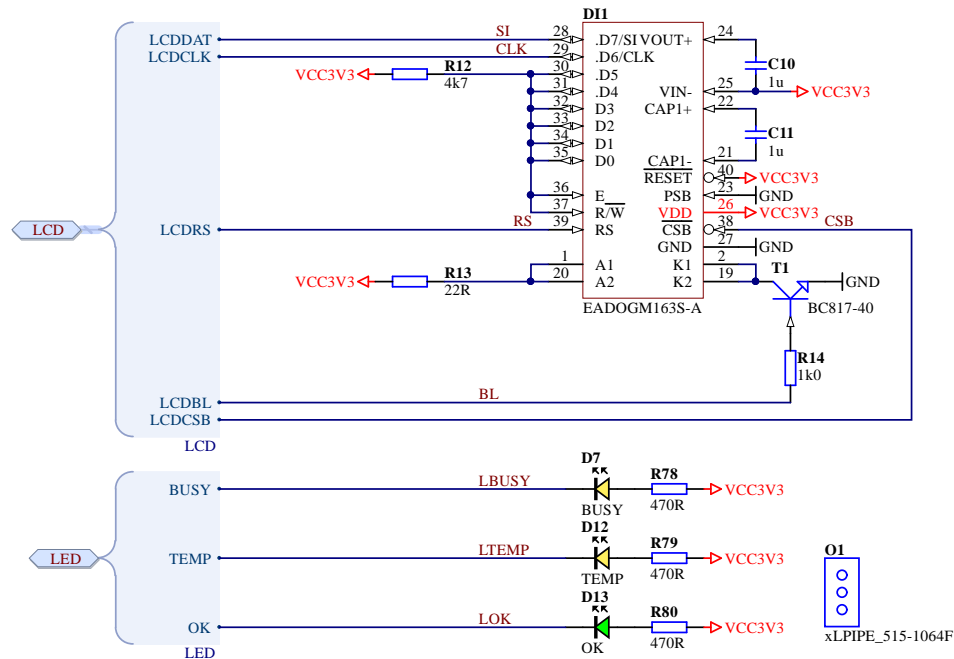 DI1
LCDDAT SI 28 .D7/SI VOUT+ 24
LCDCLK CLK 29 .D6/CLK C10
VCC3V3 R12 30 .D5 1u
4k7 31 .D4 VIN- 25 VCC3V3
32 D3 CAP1+ 22
33 D2 C11
34 D1 1u
35 D0 CAP1- 21
RESET 40 VCC3V3
36 E PSB 23 GND
37 R/W VDD 26 VCC3V3
LCD LCDRS RS 39 RS CSB 38 CSB
GND 27 GND
1 A1 K1 2
VCC3V3 R13 20 A2 K2 19 T1 GND
22R
EADOGM163S-A BC817-40
R14
1k0
LCDBL BL
LCDCSB
LCD
D7
BUSY LBUSY R78 VCC3V3
BUSY 470R
D12
LED TEMP LTEMP R79 VCC3V3
TEMP 470R
O1
D13
OK LOK R80 VCC3V3
xLPIPE_515-1064F
LED OK 470R